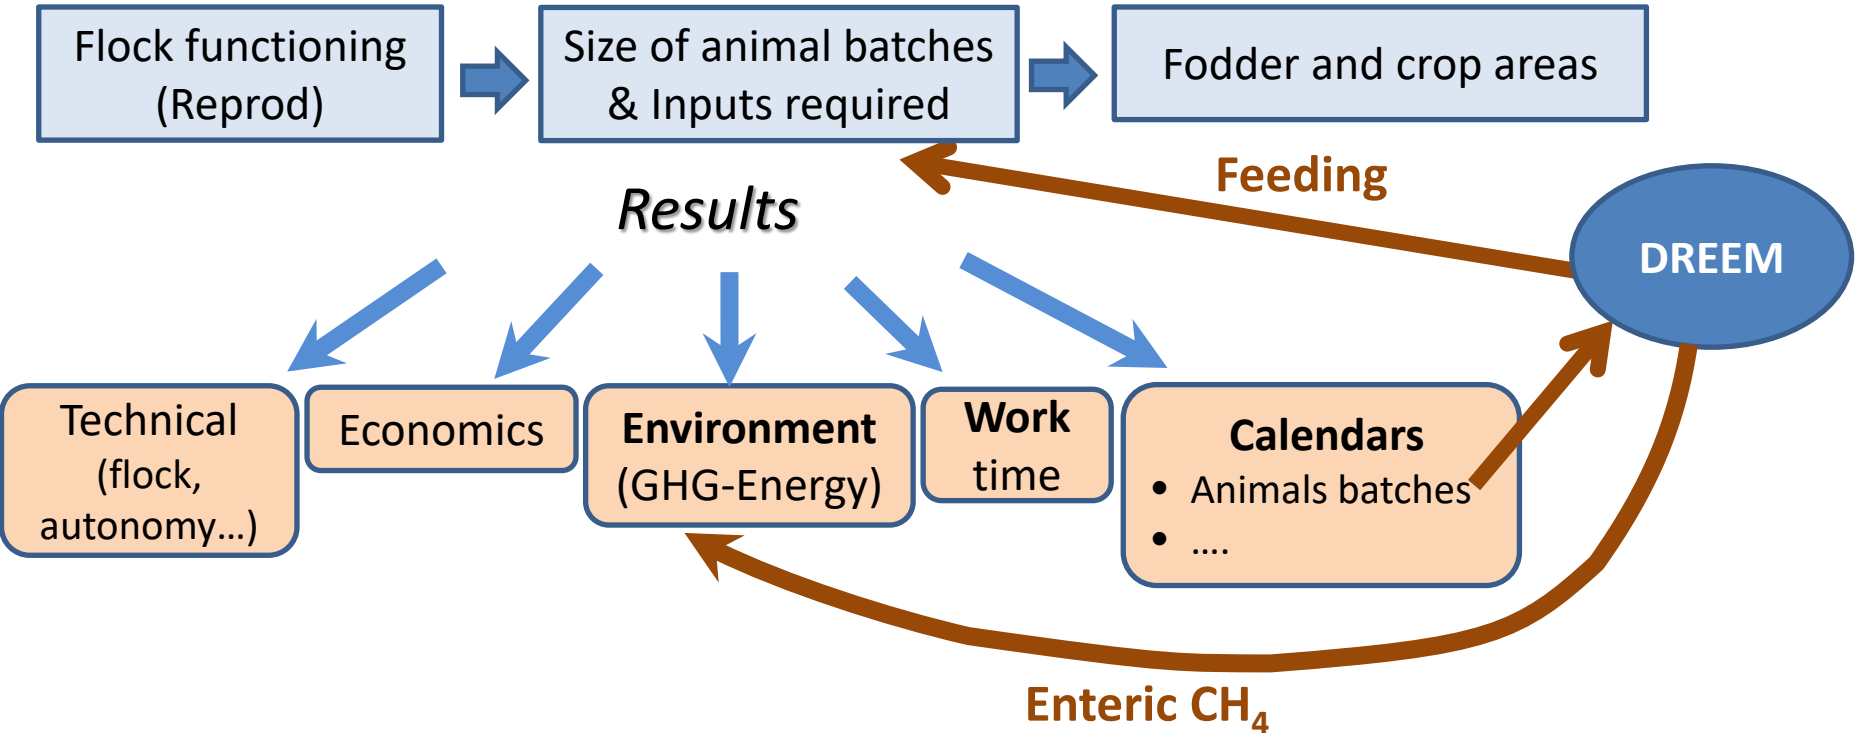 Flock functioning
(Reprod)
Size of animal batches
& Inputs required
Fodder and crop areas
Feeding
Results
DREEM
Technical
(flock,
autonomy...)
Economics
Environment
(GHG-Energy)
Work
time
Calendars
• Animals batches
• ....
Enteric CH₄